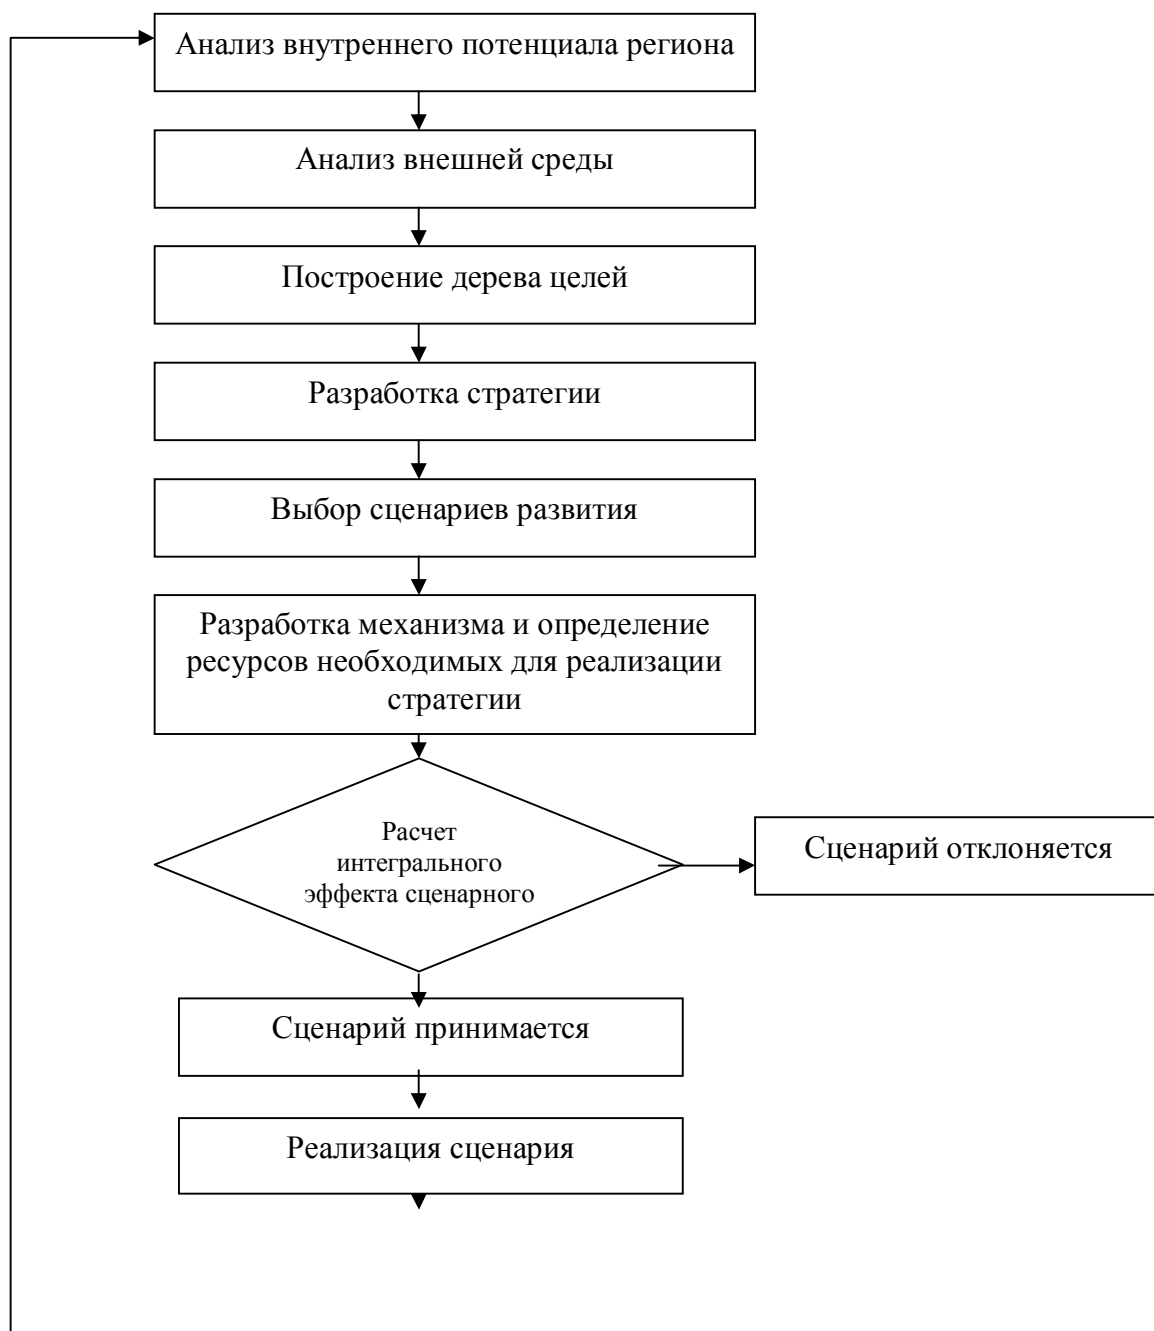 Анализ внутреннего потенциала региона
Анализ внешней среды
Построение дерева целей
Разработка стратегии
Выбор сценариев развития
Разработка механизма и определение
ресурсов необходимых для реализации
стратегии
Расчет
интегрального
эффекта сценарного
Сценарий отклоняется
Сценарий принимается
Реализация сценария